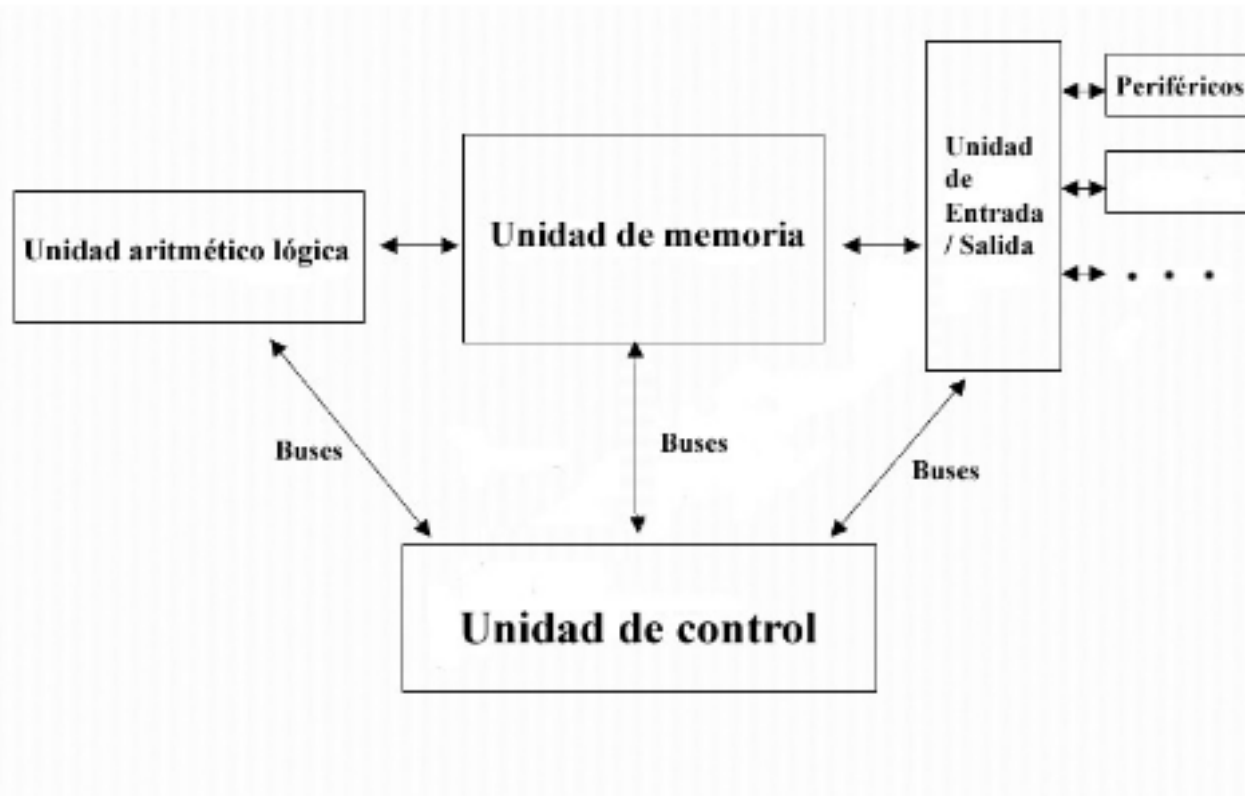 Periféricos
Unidad
de
Entrada
/ Salida
Unidad de memoria
Unidad aritmético lógica
Buses
Buses
Buses
Unidad de control